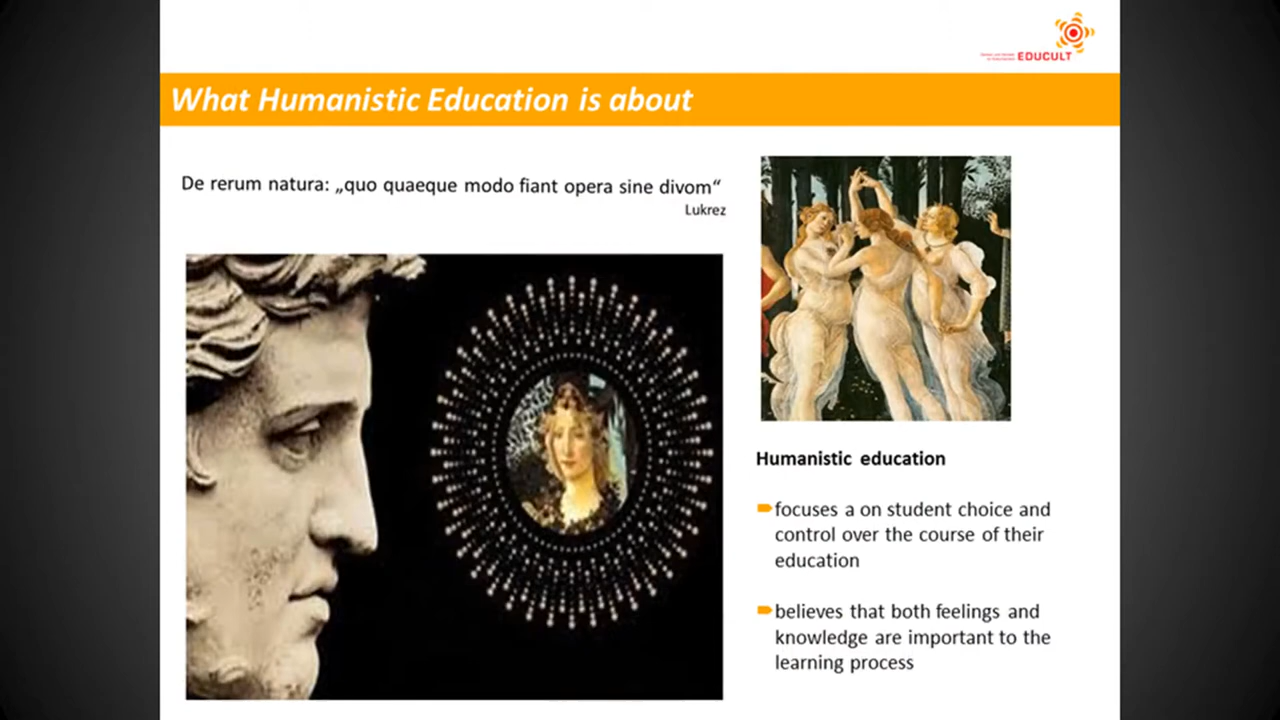 EDUCULT
What Humanistic Education is about
De rerum natura: „quo quaeque modo fiant opera sine divom“
Lukrez
Humanistic education
focuses a on student choice and
control over the course of their
education
believes that both feelings and
knowledge are important to the
learning process